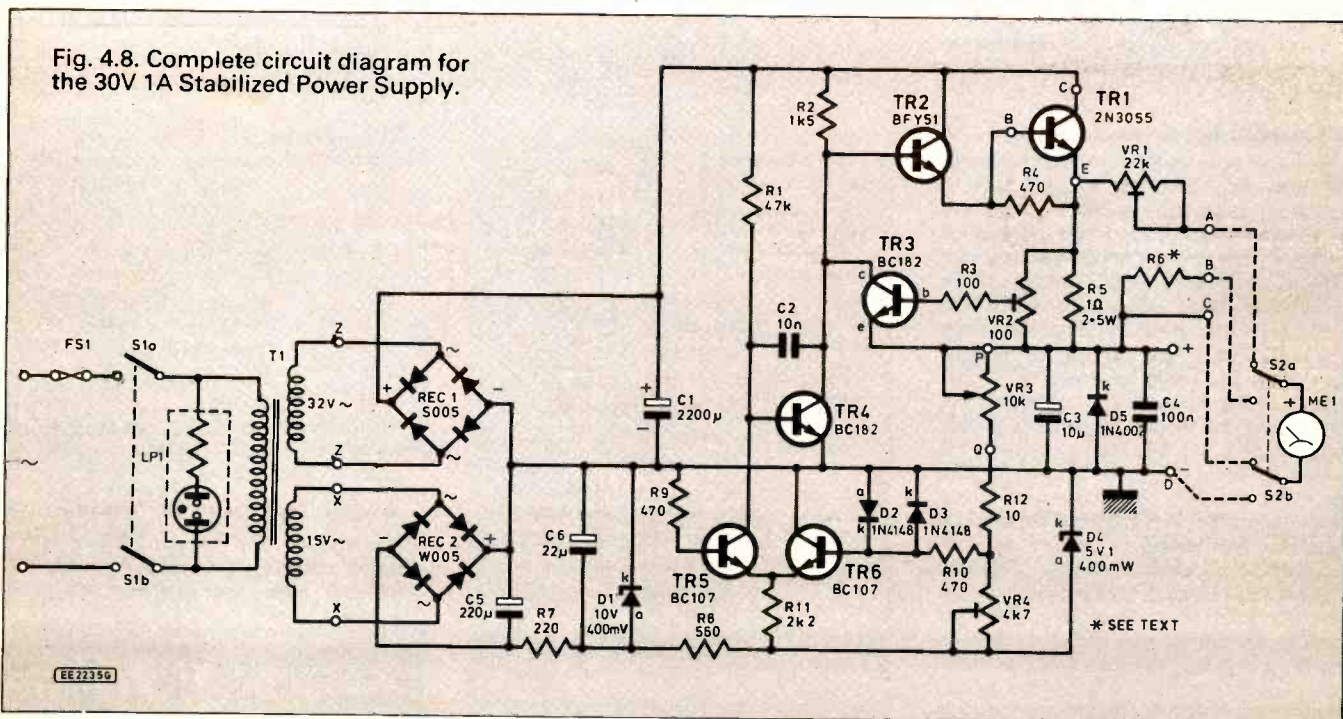 Fig. 4.8. Complete circuit diagram for
the 30V 1A Stabilized Power Supply.
FS1
S1a
S1b
LP1
T1
32V~
15V~
Z
Z
X
X
~
+
-
REC 1
S005
~
~
-
+
REC 2
W005
~
C5
220µ
R7
220
C6
22µ
k
D1
10V
400mV
a
R8
560
+
C1
2200µ
-
R9
470
R1
47k
R2
1k5
C2
10n
TR4
BC182
TR5
BC107
TR6
BC107
R11
2k2
TR2
BFY51
TR3
BC182
c
b
e
R3
100
VR2
100
B
C
TR1
2N3055
E
R4
470
VR1
22k
R5
1Ω
2·5W
R6*
A
B
C
P
VR3
10k
Q
C3
10µ
k
D5
1N4002
C4
100n
+
-
D
a
D2
1N4148
k
k
D3
1N4148
R10
470
R12
10
VR4
4k7
k
D4
5V1
400mW
a
S2a
+
ME1
S2b
* SEE TEXT
EE2235G